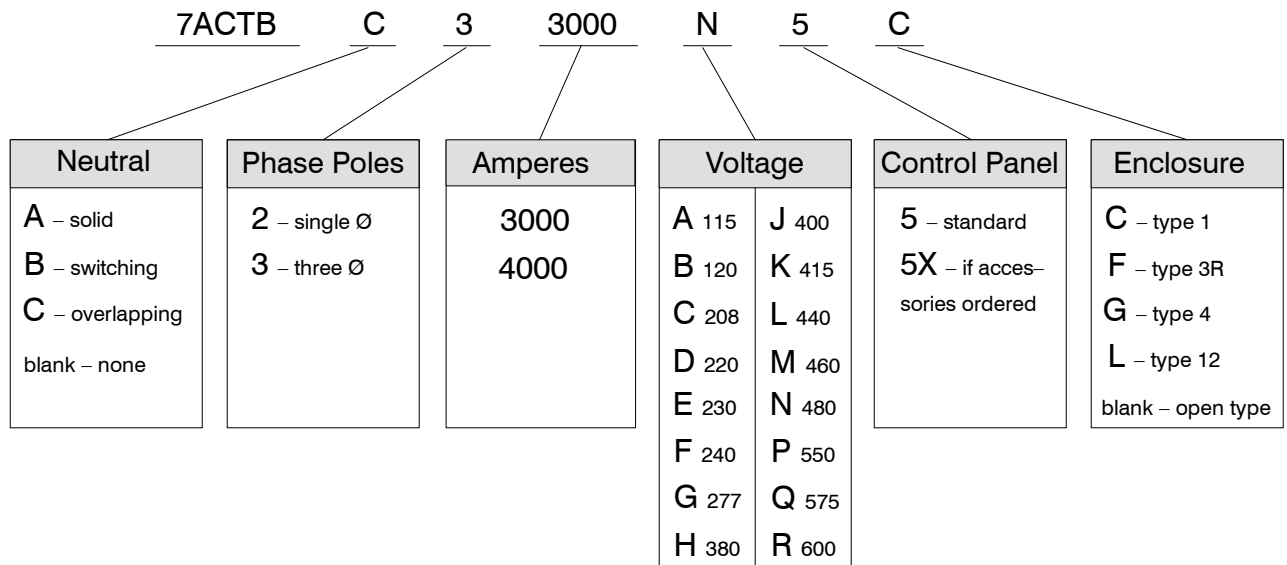 7ACTB C 3 3000 N 5 C
Neutral
A – solid
B – switching
C – overlapping
blank – none
Phase Poles
2 – single Ø
3 – three Ø
Amperes
3000
4000
Voltage
A 115
B 120
C 208
D 220
E 230
F 240
G 277
H 380
J 400
K 415
L 440
M 460
N 480
P 550
Q 575
R 600
Control Panel
5 – standard
5X – if acces–
sories ordered
Enclosure
C – type 1
F – type 3R
G – type 4
L – type 12
blank – open type